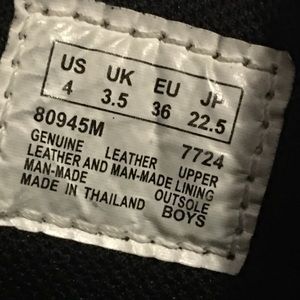 US UK EU JP
4 3.5 36 22.5
80945M 7724
GENUINE LEATHER UPPER
LEATHER AND MAN-MADE LINING
MAN-MADE OUTSOLE
MADE IN THAILAND BOYS